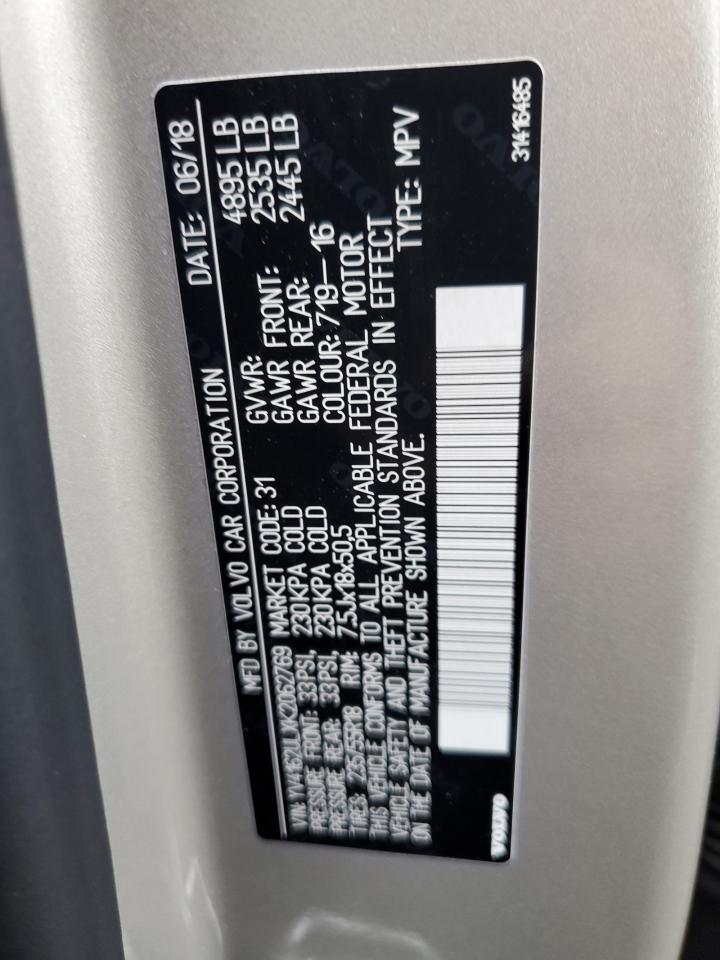 MFD BY VOLVO CAR CORPORATION DATE: 06/18
VIN: YV4162ULXK2062769 MARKET CODE: 31 GVWR: 4895 LB
PRESSURE FRONT: 33PSI, 230KPA COLD GAWR FRONT: 2535 LB
PRESSURE REAR: 33PSI, 230KPA COLD GAWR REAR: 2445 LB
TIRES: 235/55R18 RIM: 7.5Jx18x50,5 COLOUR: 719—16
THIS VEHICLE CONFORMS TO ALL APPLICABLE FEDERAL MOTOR
VEHICLE SAFETY AND THEFT PREVENTION STANDARDS IN EFFECT
ON THE DATE OF MANUFACTURE SHOWN ABOVE. TYPE: MPV
VOLVO 31416485